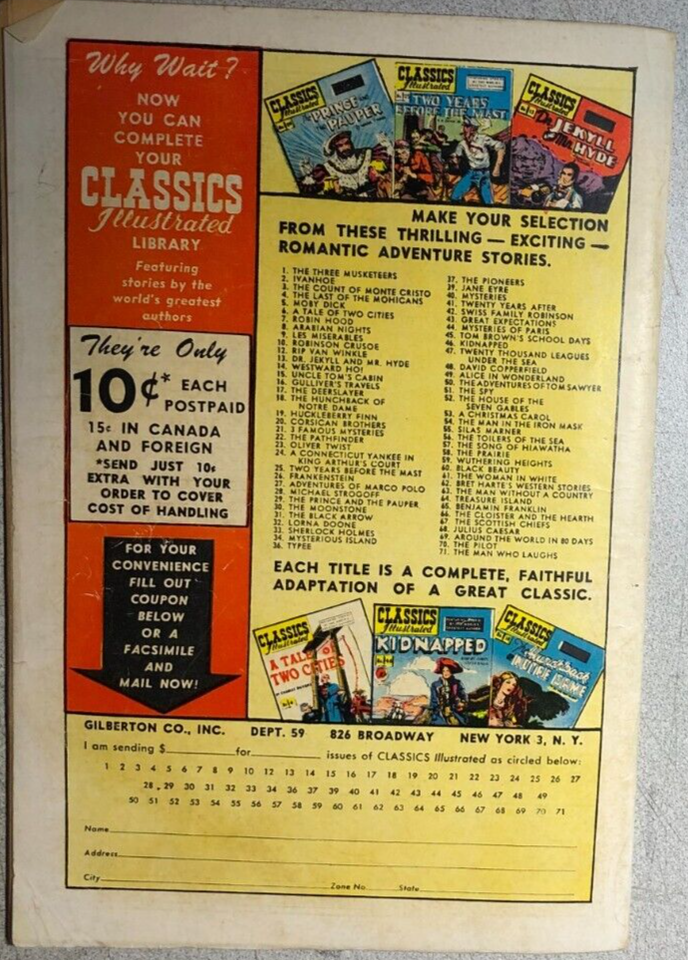 Why Wait?
NOW
YOU CAN
COMPLETE
YOUR
CLASSICS
Illustrated
LIBRARY
Featuring
stories by the
world's greatest
authors
They're Only
10¢* EACH
POSTPAID
15¢ IN CANADA
AND FOREIGN
*SEND JUST 10¢
EXTRA WITH YOUR
ORDER TO COVER
COST OF HANDLING
FOR YOUR
CONVENIENCE
FILL OUT
COUPON
BELOW
OR A
FACSIMILE
AND
MAIL NOW!
CLASSICS
Illustrated
PRINCE
PAUPER
CLASSICS
Illustrated
TWO YEARS
BEFORE THE MAST
CLASSICS
Illustrated
Dr. JEKYLL
Mr. HYDE
MAKE YOUR SELECTION
FROM THESE THRILLING — EXCITING —
ROMANTIC ADVENTURE STORIES.
1. THE THREE MUSKETEERS
2. IVANHOE
3. THE COUNT OF MONTE CRISTO
4. THE LAST OF THE MOHICANS
5. MOBY DICK
6. A TALE OF TWO CITIES
7. ROBIN HOOD
8. ARABIAN NIGHTS
9. LES MISERABLES
10. ROBINSON CRUSOE
12. RIP VAN WINKLE
13. DR. JEKYLL AND MR. HYDE
14. WESTWARD HO!
15. UNCLE TOM'S CABIN
16. GULLIVER'S TRAVELS
17. THE DEERSLAYER
18. THE HUNCHBACK OF
NOTRE DAME
19. HUCKLEBERRY FINN
20. CORSICAN BROTHERS
21. 3 FAMOUS MYSTERIES
22. THE PATHFINDER
23. OLIVER TWIST
24. A CONNECTICUT YANKEE IN
KING ARTHUR'S COURT
25. TWO YEARS BEFORE THE MAST
26. FRANKENSTEIN
27. ADVENTURES OF MARCO POLO
28. MICHAEL STROGOFF
29. THE PRINCE AND THE PAUPER
30. THE MOONSTONE
31. THE BLACK ARROW
32. LORNA DOONE
33. SHERLOCK HOLMES
34. MYSTERIOUS ISLAND
36. TYPEE
37. THE PIONEERS
39. JANE EYRE
40. MYSTERIES
41. TWENTY YEARS AFTER
42. SWISS FAMILY ROBINSON
43. GREAT EXPECTATIONS
44. MYSTERIES OF PARIS
45. TOM BROWN'S SCHOOL DAYS
46. KIDNAPPED
47. TWENTY THOUSAND LEAGUES
UNDER THE SEA
48. DAVID COPPERFIELD
49. ALICE IN WONDERLAND
50. THE ADVENTURES OF TOM SAWYER
51. THE SPY
52. THE HOUSE OF THE
SEVEN GABLES
53. A CHRISTMAS CAROL
54. THE MAN IN THE IRON MASK
55. SILAS MARNER
56. THE TOILERS OF THE SEA
57. THE SONG OF HIAWATHA
58. THE PRAIRIE
59. WUTHERING HEIGHTS
60. BLACK BEAUTY
61. THE WOMAN IN WHITE
62. BRET HARTE'S WESTERN STORIES
63. THE MAN WITHOUT A COUNTRY
64. TREASURE ISLAND
65. BENJAMIN FRANKLIN
66. THE CLOISTER AND THE HEARTH
67. THE SCOTTISH CHIEFS
68. JULIUS CAESAR
69. AROUND THE WORLD IN 80 DAYS
70. THE PILOT
71. THE MAN WHO LAUGHS
EACH TITLE IS A COMPLETE, FAITHFUL
ADAPTATION OF A GREAT CLASSIC.
CLASSICS
Illustrated
A TALE OF
TWO CITIES
CLASSICS
Illustrated
KIDNAPPED
CLASSICS
Illustrated
Hunchback
NOTRE DAME
GILBERTON CO., INC. DEPT. 59 826 BROADWAY NEW YORK 3, N. Y.
I am sending $ for issues of CLASSICS Illustrated as circled below:
1 2 3 4 5 6 7 8 9 10 12 13 14 15 16 17 18 19 20 21 22 23 24 25 26 27
28 29 30 31 32 33 34 36 37 39 40 41 42 43 44 45 46 47 48 49
50 51 52 53 54 55 56 57 58 59 60 61 62 63 64 65 66 67 68 69 70 71
Name
Address
City Zone No. State